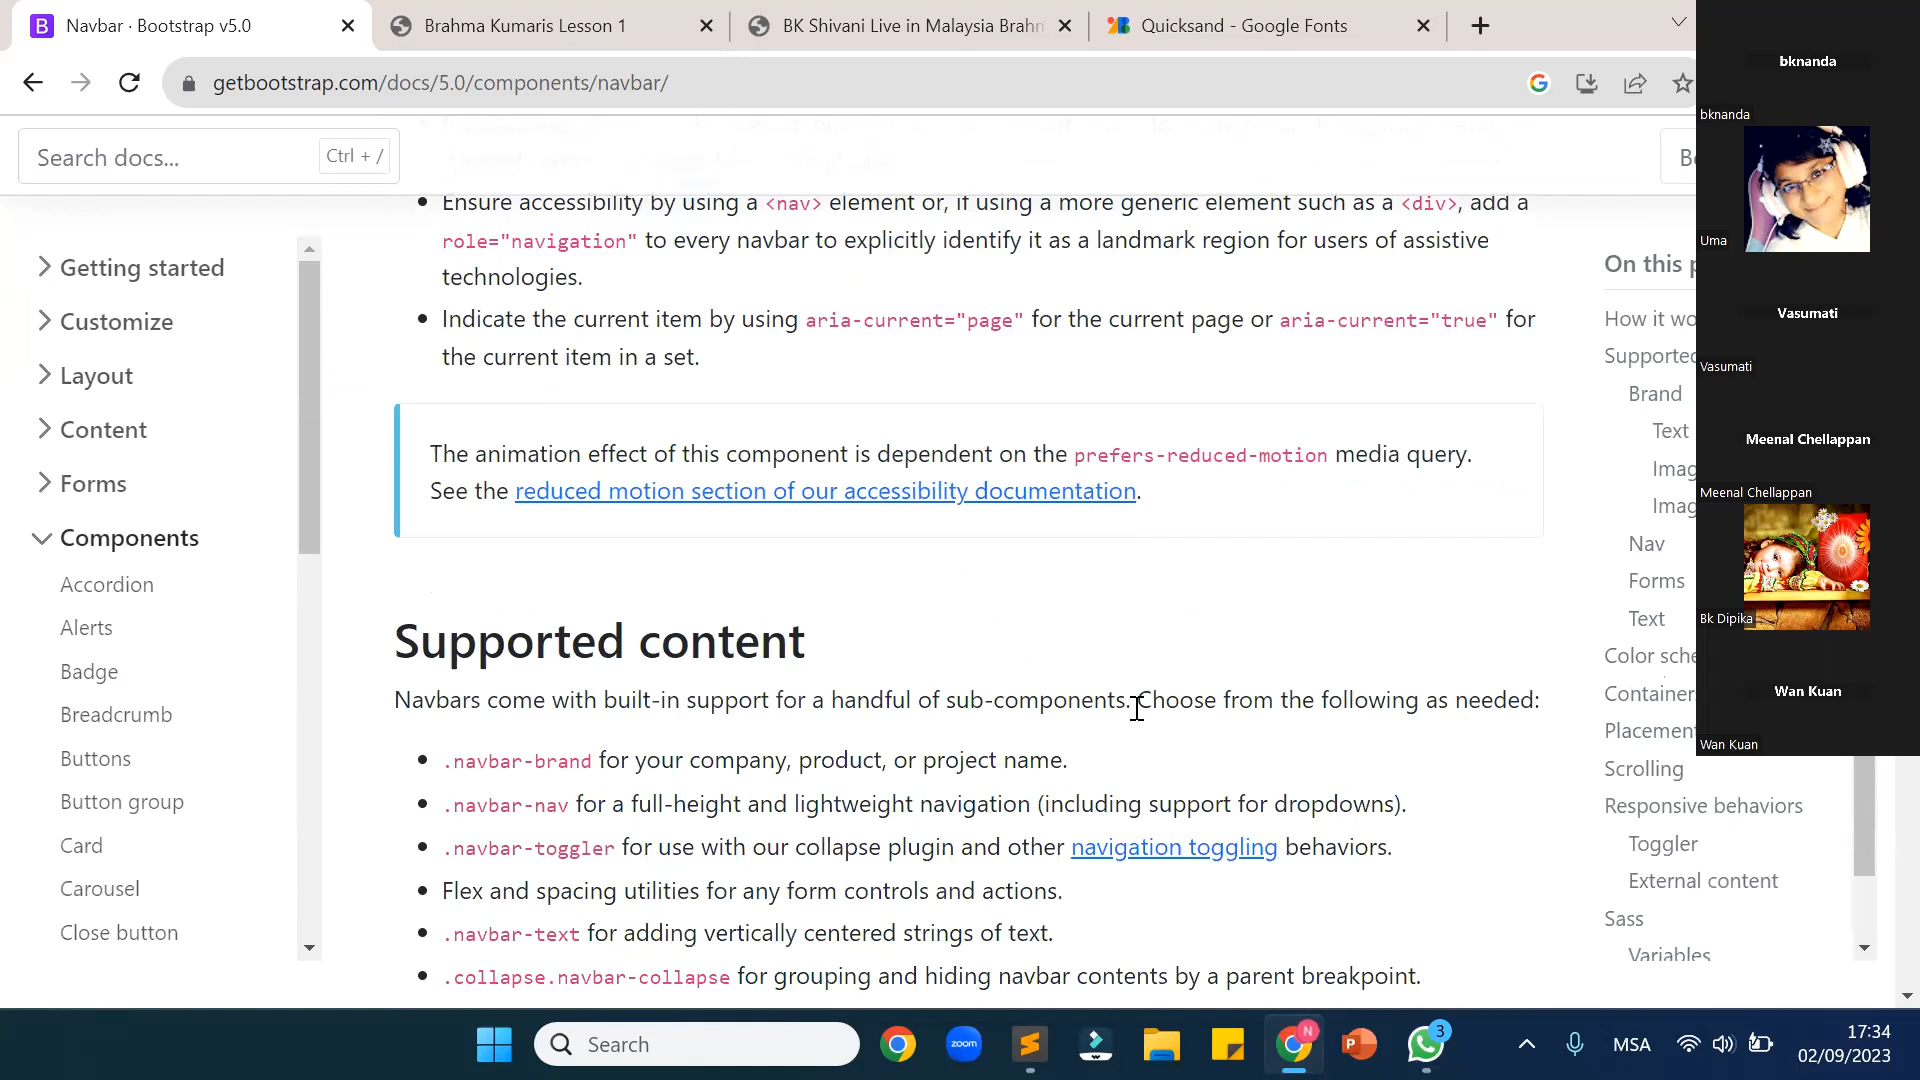 Navbar · Bootstrap v5.0
Brahma Kumaris Lesson 1
BK Shivani Live in Malaysia Brahm
Quicksand - Google Fonts
getbootstrap.com/docs/5.0/components/navbar/
Search docs...
Ctrl + /
Getting started
Customize
Layout
Content
Forms
Components
Accordion
Alerts
Badge
Breadcrumb
Buttons
Button group
Card
Carousel
Close button
Ensure accessibility by using a <nav> element or, if using a more generic element such as a <div>, add a
role="navigation" to every navbar to explicitly identify it as a landmark region for users of assistive
technologies.
Indicate the current item by using aria-current="page" for the current page or aria-current="true" for
the current item in a set.
The animation effect of this component is dependent on the prefers-reduced-motion media query.
See the reduced motion section of our accessibility documentation.
Supported content
Navbars come with built-in support for a handful of sub-components. Choose from the following as needed:
.navbar-brand for your company, product, or project name.
.navbar-nav for a full-height and lightweight navigation (including support for dropdowns).
.navbar-toggler for use with our collapse plugin and other navigation toggling behaviors.
Flex and spacing utilities for any form controls and actions.
.navbar-text for adding vertically centered strings of text.
.collapse.navbar-collapse for grouping and hiding navbar contents by a parent breakpoint.
On this p
How it wo
Supported
Brand
Text
Imag
Imag
Nav
Forms
Text
Color sche
Containers
Placement
Scrolling
Responsive behaviors
Toggler
External content
Sass
Variables
bknanda
bknanda
Uma
Vasumati
Vasumati
Meenal Chellappan
Meenal Chellappan
Bk Dipika
Wan Kuan
Wan Kuan
Search
zoom
N
3
MSA
17:34
02/09/2023